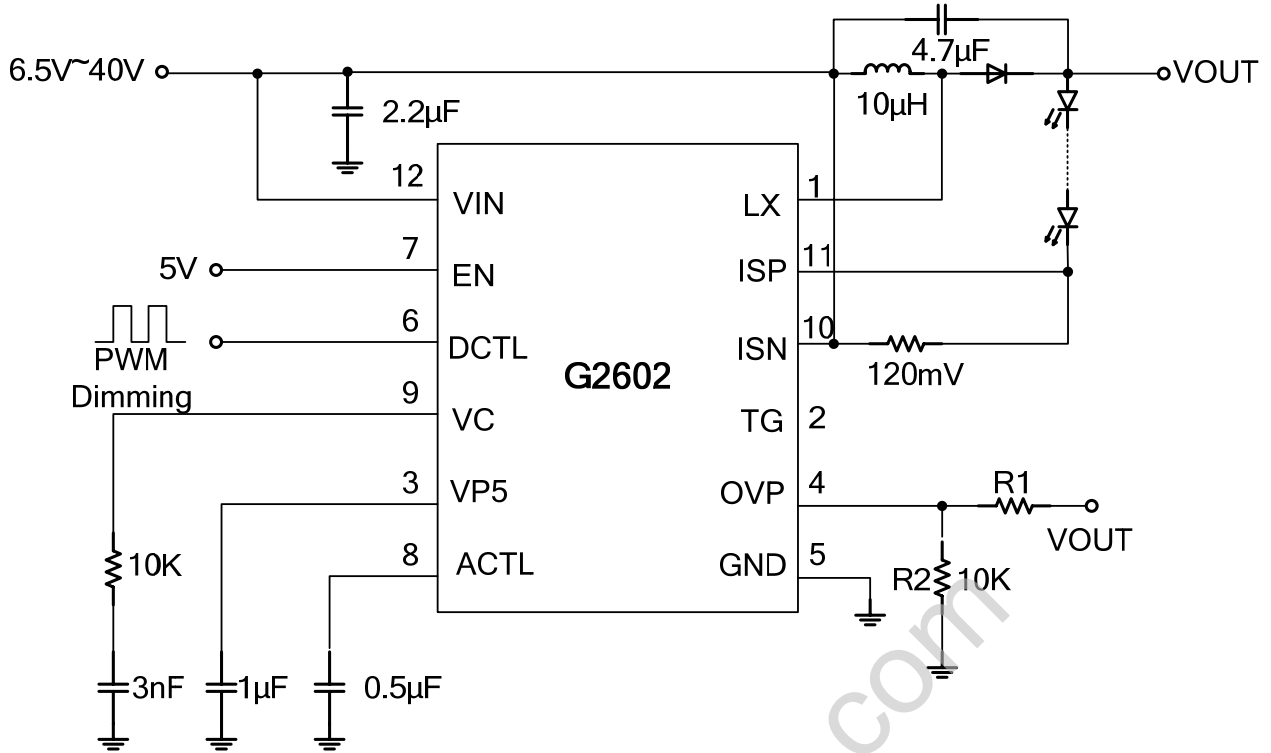 4.7µF
6.5V~40V
VOUT
10µH
2.2µF
12
VIN
LX
1
7
5V
EN
ISP
11
6
DCTL
ISN
10
PWM
Dimming
120mV
G2602
9
VC
TG
2
3
VP5
OVP
4
R1
VOUT
8
ACTL
GND
5
10K
R2
10K
3nF
1µF
0.5µF
com